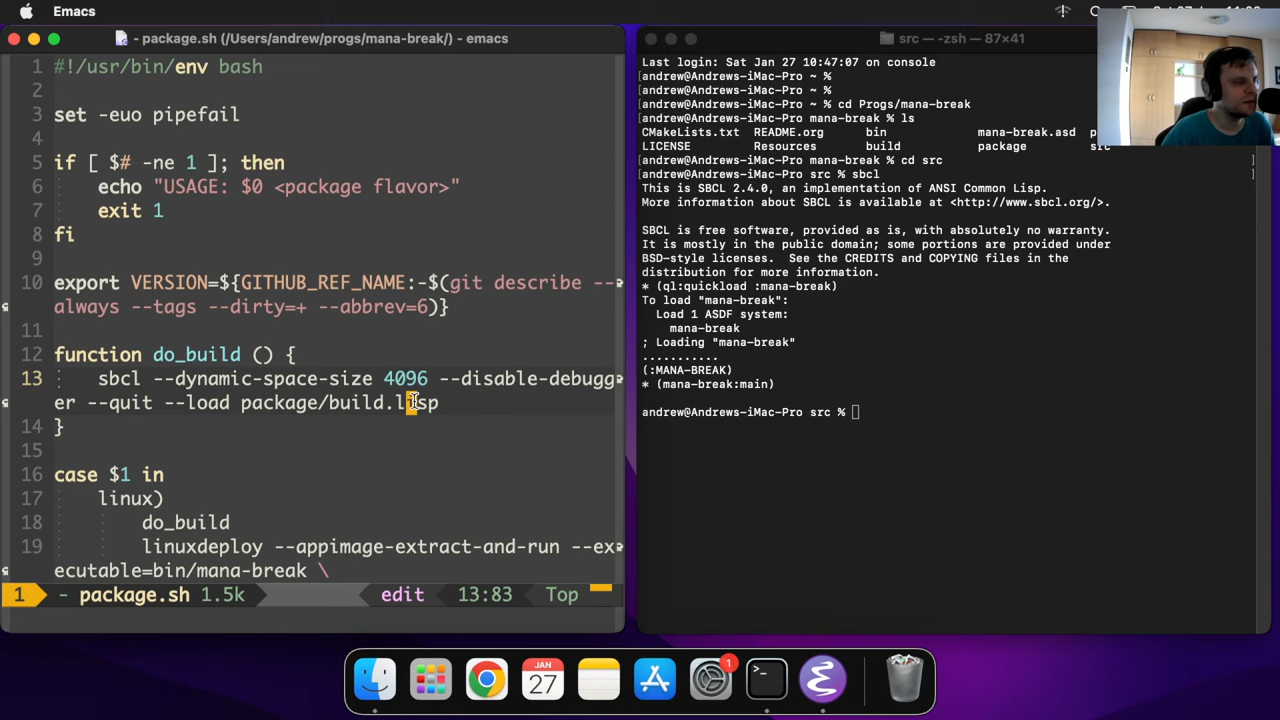 Emacs
- package.sh (/Users/andrew/progs/mana-break/) - emacs
1 #!/usr/bin/env bash
2
3 set -euo pipefail
4
5 if [ $# -ne 1 ]; then
6 echo "USAGE: $0 <package flavor>"
7 exit 1
8 fi
9
10 export VERSION=${GITHUB_REF_NAME:-$(git describe --
always --tags --dirty=+ --abbrev=6)}
11
12 function do_build () {
13 sbcl --dynamic-space-size 4096 --disable-debugg
er --quit --load package/build.lisp
14 }
15
16 case $1 in
17 linux)
18 do_build
19 linuxdeploy --appimage-extract-and-run --ex
ecutable=bin/mana-break \
1 - package.sh 1.5k edit 13:83 Top
src — -zsh — 87×41
Last login: Sat Jan 27 10:47:07 on console
[andrew@Andrews-iMac-Pro ~ %
[andrew@Andrews-iMac-Pro ~ %
[andrew@Andrews-iMac-Pro ~ % cd Progs/mana-break
[andrew@Andrews-iMac-Pro mana-break % ls
CMakeLists.txt README.org bin mana-break.asd
LICENSE Resources build package
[andrew@Andrews-iMac-Pro mana-break % cd src ]
[andrew@Andrews-iMac-Pro src % sbcl ]
This is SBCL 2.4.0, an implementation of ANSI Common Lisp.
More information about SBCL is available at <http://www.sbcl.org/>.
SBCL is free software, provided as is, with absolutely no warranty.
It is mostly in the public domain; some portions are provided under
BSD-style licenses. See the CREDITS and COPYING files in the
distribution for more information.
* (ql:quickload :mana-break)
To load "mana-break":
Load 1 ASDF system:
mana-break
; Loading "mana-break"
...........
(:MANA-BREAK)
* (mana-break:main)
andrew@Andrews-iMac-Pro src %
JAN
27
1